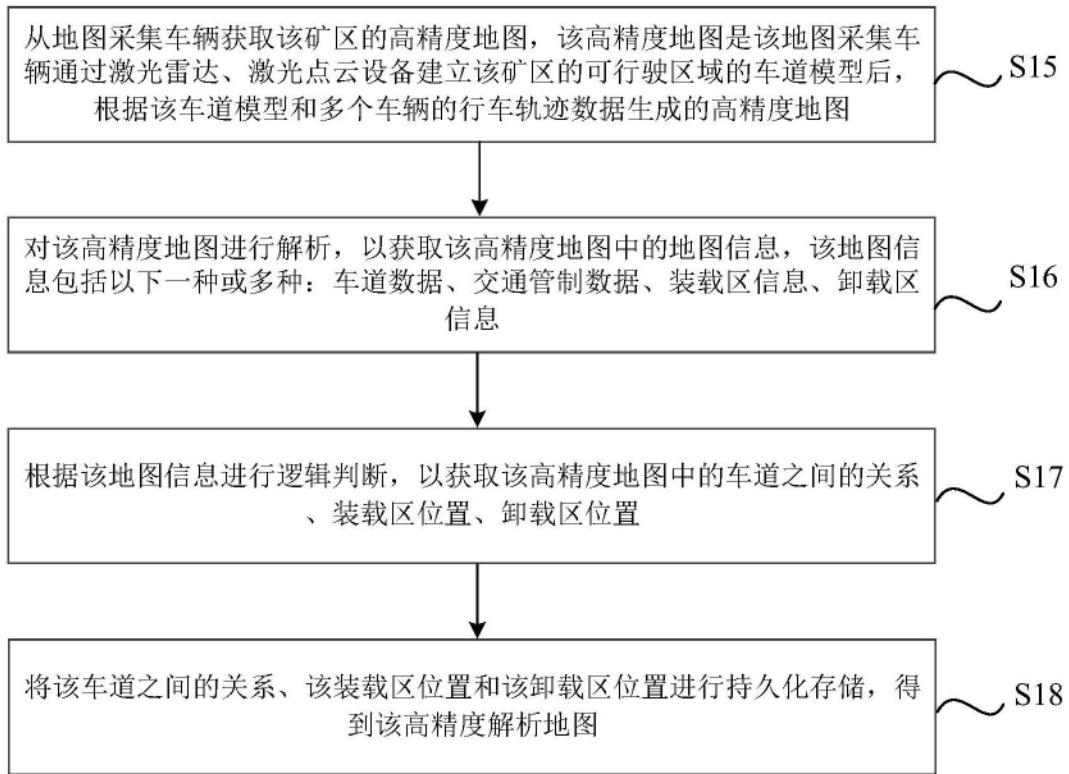 从地图采集车辆获取该矿区的高精度地图，该高精度地图是该地图采集车
辆通过激光雷达、激光点云设备建立该矿区的可行驶区域的车道模型后，
根据该车道模型和多个车辆的行车轨迹数据生成的高精度地图
S15
对该高精度地图进行解析，以获取该高精度地图中的地图信息，该地图信
息包括以下一种或多种：车道数据、交通管制数据、装载区信息、卸载区
信息
S16
根据该地图信息进行逻辑判断，以获取该高精度地图中的车道之间的关系
、装载区位置、卸载区位置
S17
将该车道之间的关系、该装载区位置和该卸载区位置进行持久化存储，得
到该高精度解析地图
S18